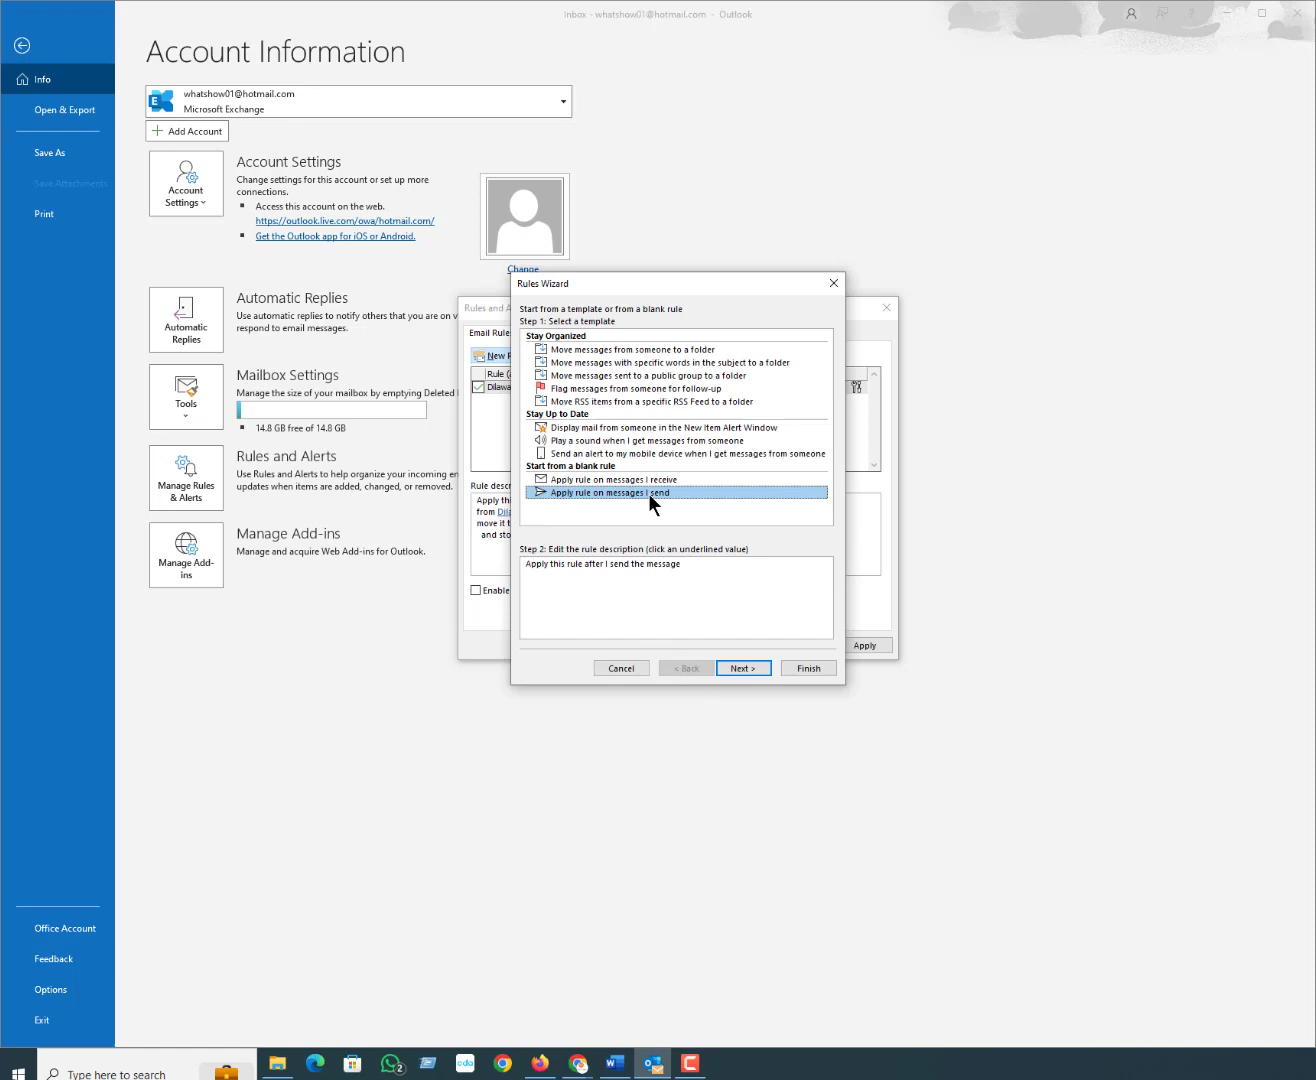 Inbox - whatshow01@hotmail.com - Outlook
?
Account Information
Info
Open & Export
Save As
Save Attachments
Print
whatshow01@hotmail.com
Microsoft Exchange
Add Account
Account Settings
Account Settings
Change settings for this account or set up more
connections.
Access this account on the web.
https://outlook.live.com/owa/hotmail.com/
Get the Outlook app for iOS or Android.
Change
Automatic Replies
Automatic Replies
Use automatic replies to notify others that you are on v
respond to email messages.
Tools
Mailbox Settings
Manage the size of your mailbox by emptying Deleted
14.8 GB free of 14.8 GB
Manage Rules & Alerts
Rules and Alerts
Use Rules and Alerts to help organize your incoming e
updates when items are added, changed, or removed.
Manage Add-ins
Manage Add-ins
Manage and acquire Web Add-ins for Outlook.
Rules and A
Email Rules
New R
Rule (a
Dilawa
Rule descr
Apply thi
from Dila
move it t
and sto
Enable
Apply
Rules Wizard
Start from a template or from a blank rule
Step 1: Select a template
Stay Organized
Move messages from someone to a folder
Move messages with specific words in the subject to a folder
Move messages sent to a public group to a folder
Flag messages from someone for follow-up
Move RSS items from a specific RSS Feed to a folder
Stay Up to Date
Display mail from someone in the New Item Alert Window
Play a sound when I get messages from someone
Send an alert to my mobile device when I get messages from someone
Start from a blank rule
Apply rule on messages I receive
Apply rule on messages I send
Step 2: Edit the rule description (click an underlined value)
Apply this rule after I send the message
Cancel
< Back
Next >
Finish
Office Account
Feedback
Options
Exit
Type here to search
2
cda